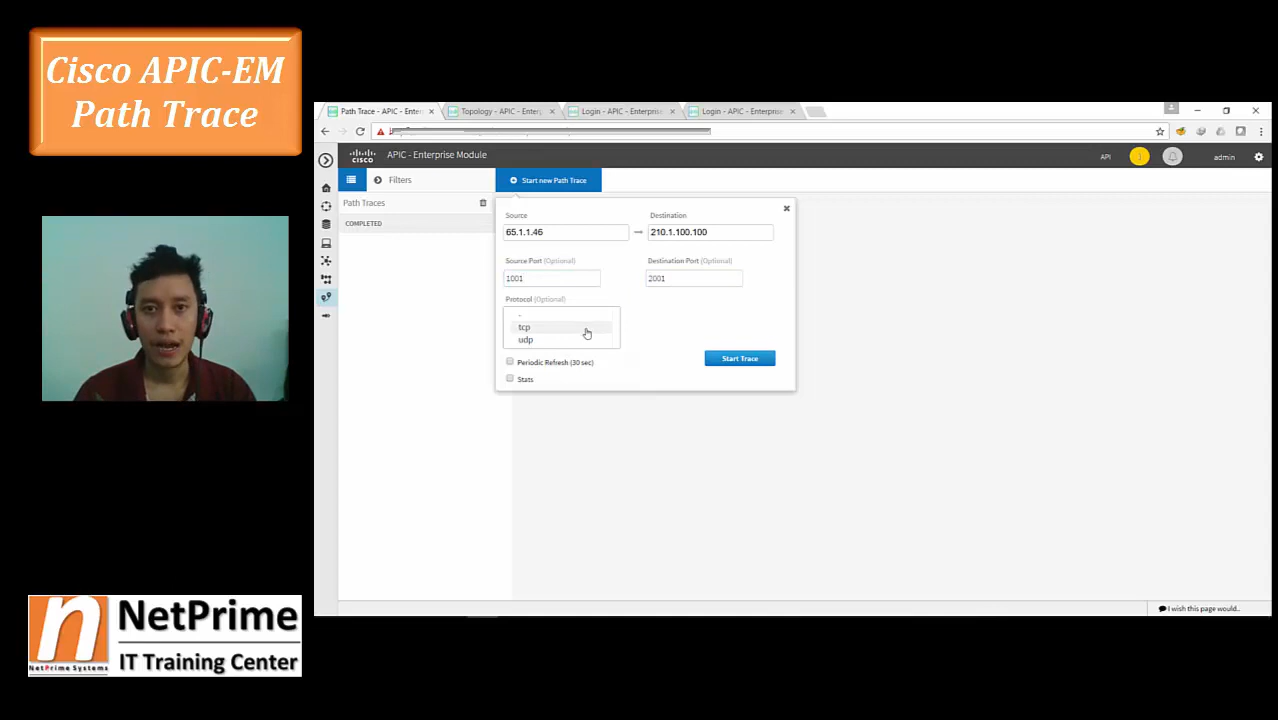 Cisco APIC-EM
Path Trace
Path Trace - APIC - Enter
Topology - APIC - Enterp
Login - APIC - Enterprise
Login - APIC - Enterprise
cisco
APIC - Enterprise Module
API
admin
Filters
Start new Path Trace
Path Traces
COMPLETED
Source
Destination
65.1.1.46
210.1.100.100
Source Port (Optional)
Destination Port (Optional)
1001
2001
Protocol (Optional)
-
tcp
udp
Periodic Refresh (30 sec)
Start Trace
Stats
I wish this page would..
n
NetPrime Systems
NetPrime
IT Training Center